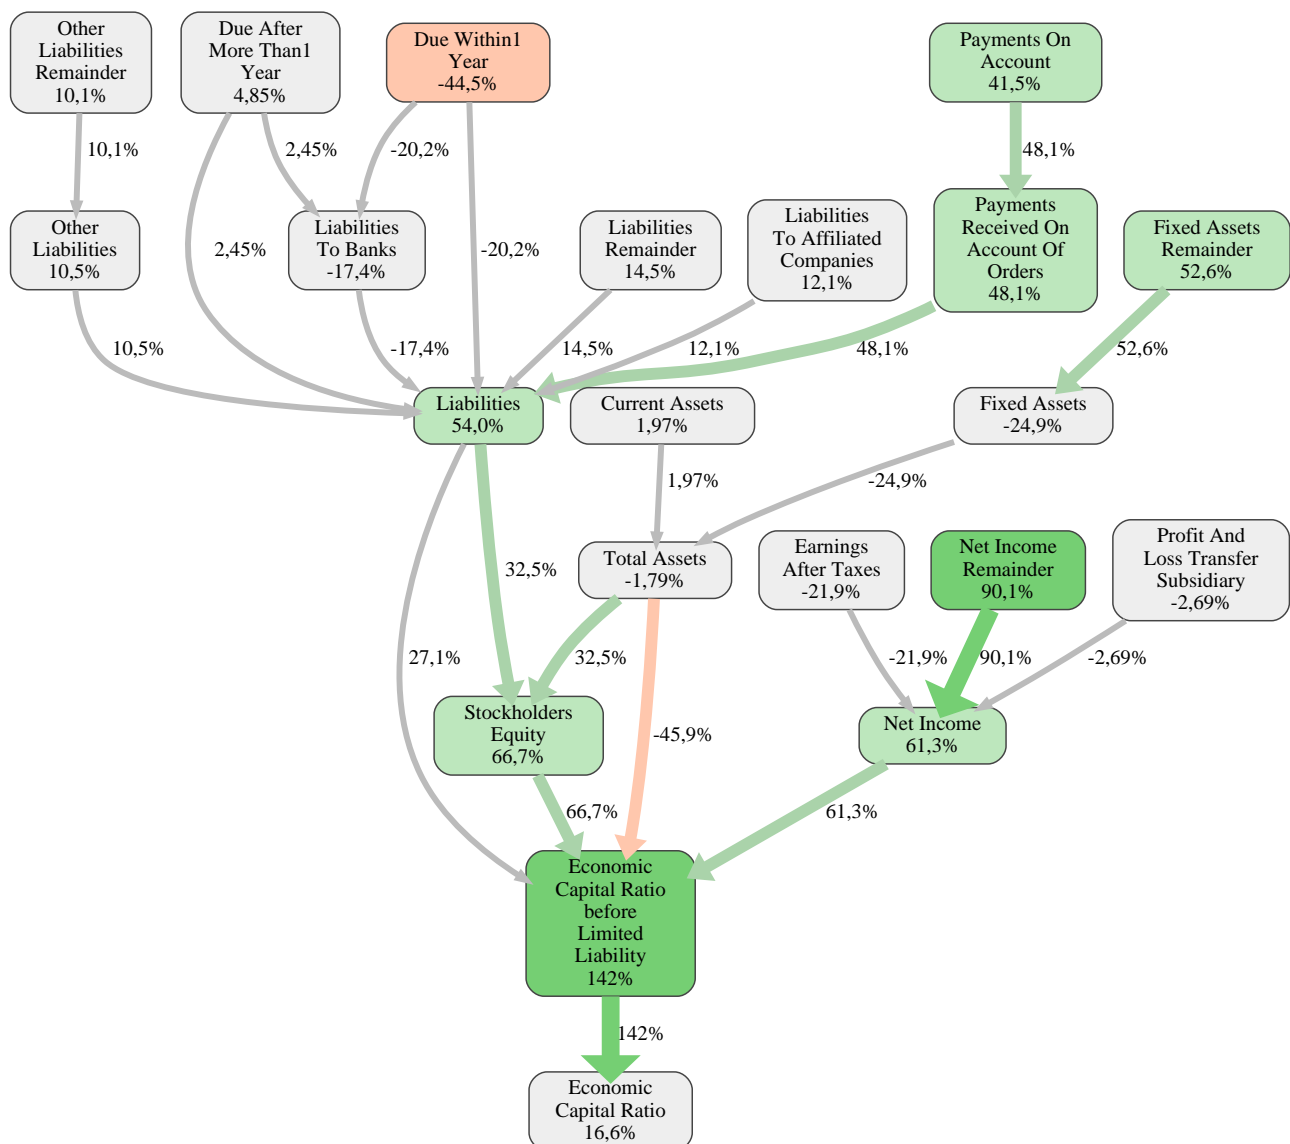 Other
Liabilities
Remainder
10,1%
Due After
More Than1
Year
4,85%
Due Within1
Year
-44,5%
Payments On
Account
41,5%
10,1%
2,45%
-20,2%
48,1%
Other
Liabilities
10,5%
2,45%
Liabilities
To Banks
-17,4%
-20,2%
Liabilities
Remainder
14,5%
Liabilities
To Affiliated
Companies
12,1%
Payments
Received On
Account Of
Orders
48,1%
Fixed Assets
Remainder
52,6%
10,5%
-17,4%
14,5%
12,1%
48,1%
52,6%
Liabilities
54,0%
Current Assets
1,97%
Fixed Assets
-24,9%
1,97%
-24,9%
32,5%
Total Assets
-1,79%
Earnings
After Taxes
-21,9%
Net Income
Remainder
90,1%
Profit And
Loss Transfer
Subsidiary
-2,69%
27,1%
32,5%
-21,9%
90,1%
-2,69%
Stockholders
Equity
66,7%
-45,9%
Net Income
61,3%
66,7%
61,3%
Economic
Capital Ratio
before
Limited
Liability
142%
142%
Economic
Capital Ratio
16,6%